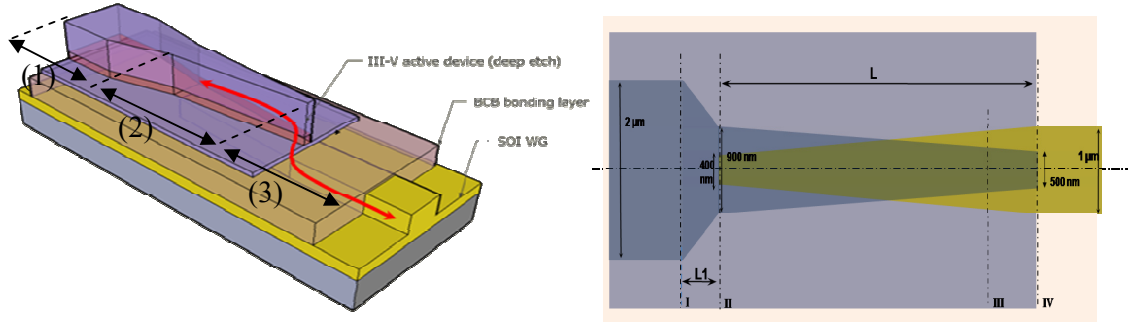 (1)
(2)
(3)
III-V active device (deep etch)
BCB bonding layer
SOI WG
L
2 μm
900 nm
400
nm
1 μm
500 nm
L1
I
II
III
IV